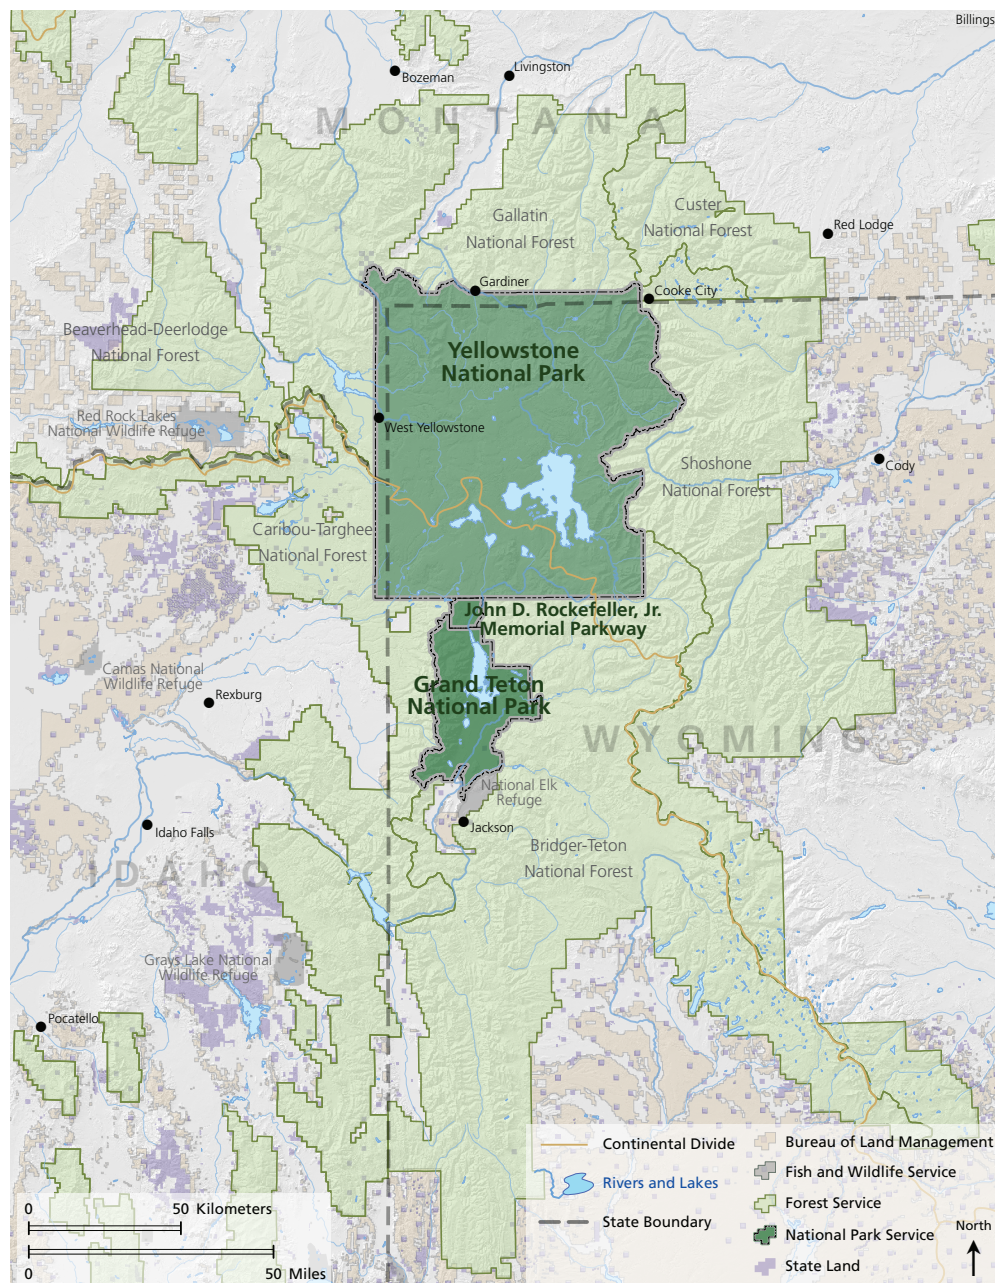 Billings
Bozeman
Livingston
MONTANA
Custer
National Forest
Gallatin
National Forest
Red Lodge
Gardiner
Cooke City
Beaverhead-Deerlodge
National Forest
Yellowstone
National Park
Red Rock Lakes
National Wildlife Refuge
West Yellowstone
Shoshone
National Forest
Cody
Caribou-Targhee
National Forest
John D. Rockefeller, Jr.
Memorial Parkway
Camas National
Wildlife Refuge
Rexburg
Grand Teton
National Park
WYOMING
National Elk
Refuge
Jackson
Idaho Falls
Bridger-Teton
National Forest
IDAHO
Grays Lake National
Wildlife Refuge
Pocatello
Continental Divide
Rivers and Lakes
State Boundary
Bureau of Land Management
Fish and Wildlife Service
Forest Service
National Park Service
State Land
North
0 50 Kilometers
0 50 Miles